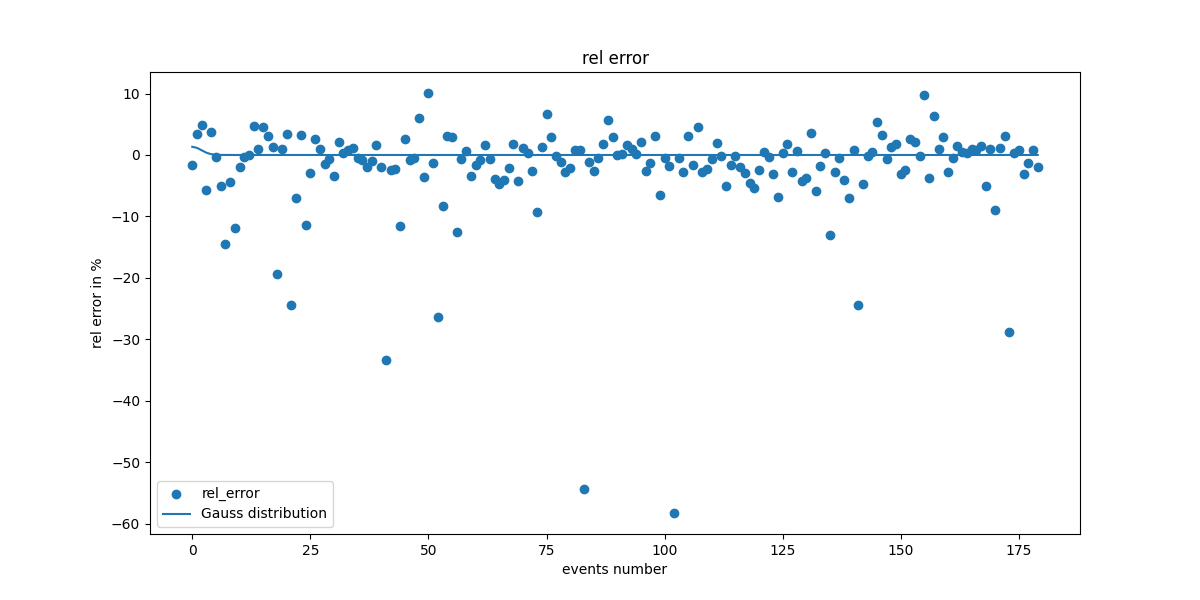 rel error
10
0
−10
−20
−30
−40
−50
−60
rel error in %
rel_error
Gauss distribution
0 25 50 75 100 125 150 175
events number